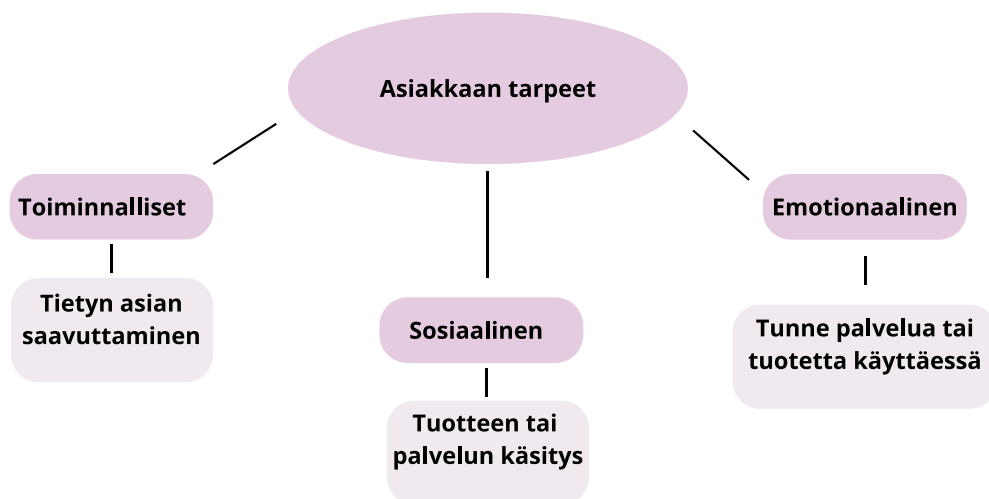 Asiakkaan tarpeet
Toiminnalliset
Tietyn asian
saavuttaminen
Sosiaalinen
Tuotteen tai
palvelun käsitys
Emotionaalinen
Tunne palvelua tai
tuotetta käyttäessä